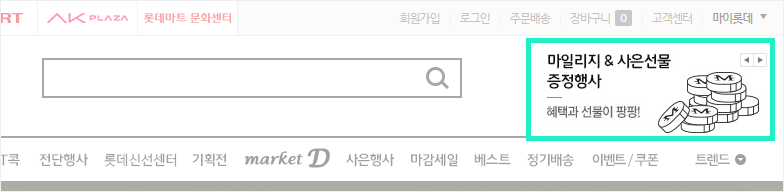 RT AK PLAZA 롯데마트 문화센터 회원가입 로그인 주문배송 장바구니 0 고객센터 마이롯데
마일리지 & 사은선물
증정행사
혜택과 선물이 팡팡!
T콕 전단행사 롯데신선센터 기획전 market D 사은행사 마감세일 베스트 정기배송 이벤트/쿠폰 트렌드